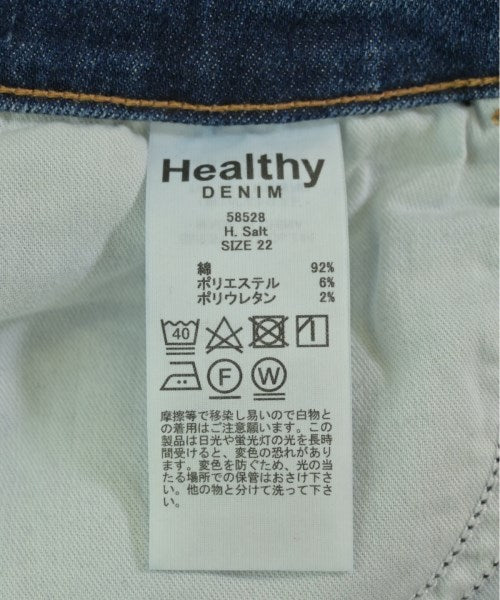 Healthy
DENIM
58528
H. Salt
SIZE 22
綿 92%
ポリエステル 6%
ポリウレタン 2%
40
F W
摩擦等で移染し易いので白物と
の着用はご注意ください。この
製品は日光や蛍光灯の光を長時
間受けると、変色の恐れがあり
ます。変色を防ぐため、光の当
たる場所での保管はおさけ下さ
い。他の物と分けて洗って下さ
い。